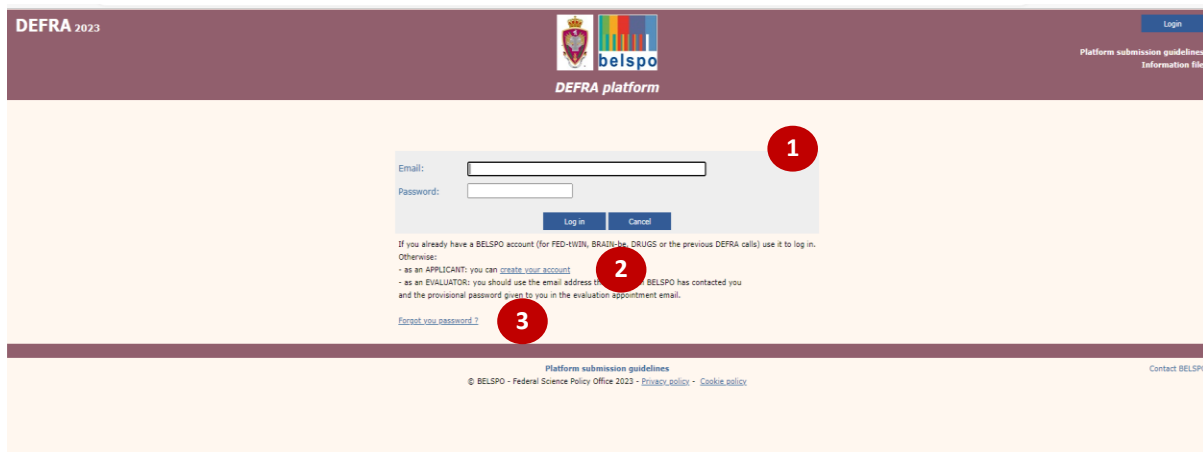 DEFRA 2023
Login
belspo
Platform submission guidelines
Information file
DEFRA platform
1
Email:
Password:
Log in Cancel
If you already have a BELSPO account (for FED-tWIN, BRAIN-be, DRUGS or the previous DEFRA calls) use it to log in.
Otherwise:
- as an APPLICANT: you can create your account
2
- as an EVALUATOR: you should use the email address BELSPO has contacted you
and the provisional password given to you in the evaluation appointment email.
Forgot you password ?
3
Platform submission guidelines
Contact BELSPO
© BELSPO - Federal Science Policy Office 2023 - Privacy policy - Cookie policy